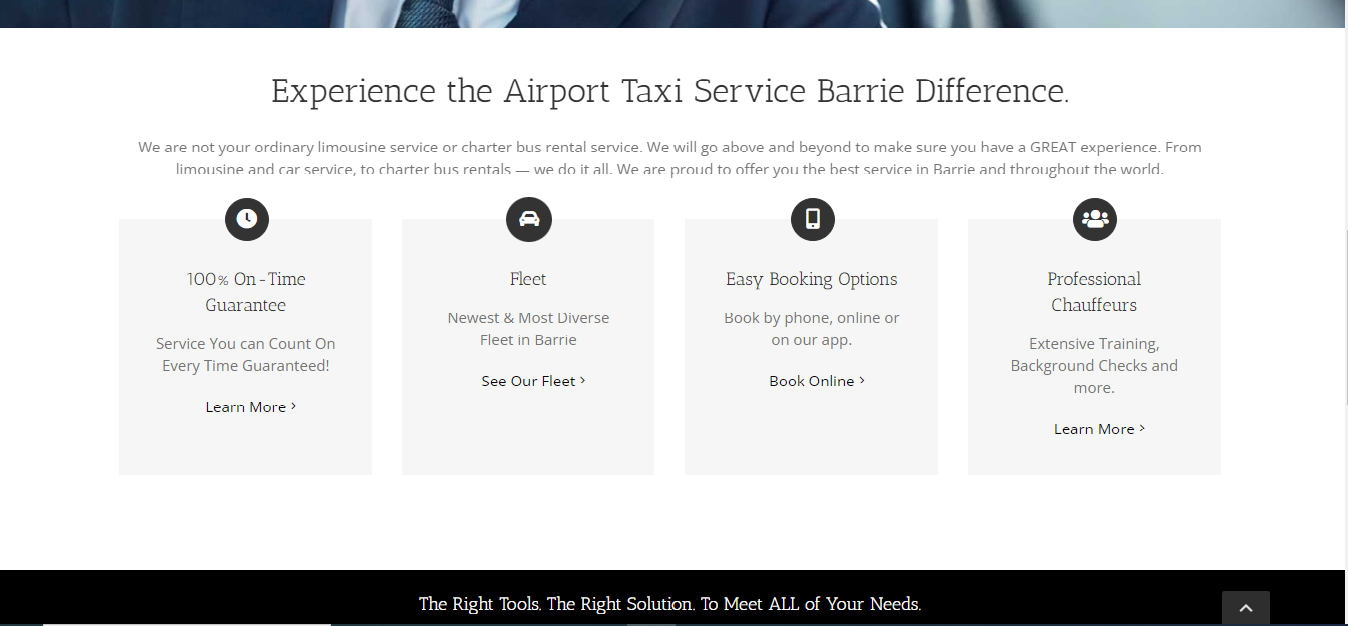 Experience the Airport Taxi Service Barrie Difference.
We are not your ordinary limousine service or charter bus rental service. We will go above and beyond to make sure you have a GREAT experience. From
limousine and car service, to charter bus rentals — we do it all. We are proud to offer you the best service in Barrie and throughout the world.
100% On-Time
Guarantee
Service You can Count On
Every Time Guaranteed!
Learn More >
Fleet
Newest & Most Diverse
Fleet in Barrie
See Our Fleet >
Easy Booking Options
Book by phone, online or
on our app.
Book Online >
Professional
Chauffeurs
Extensive Training,
Background Checks and
more.
Learn More >
The Right Tools. The Right Solution. To Meet ALL of Your Needs.